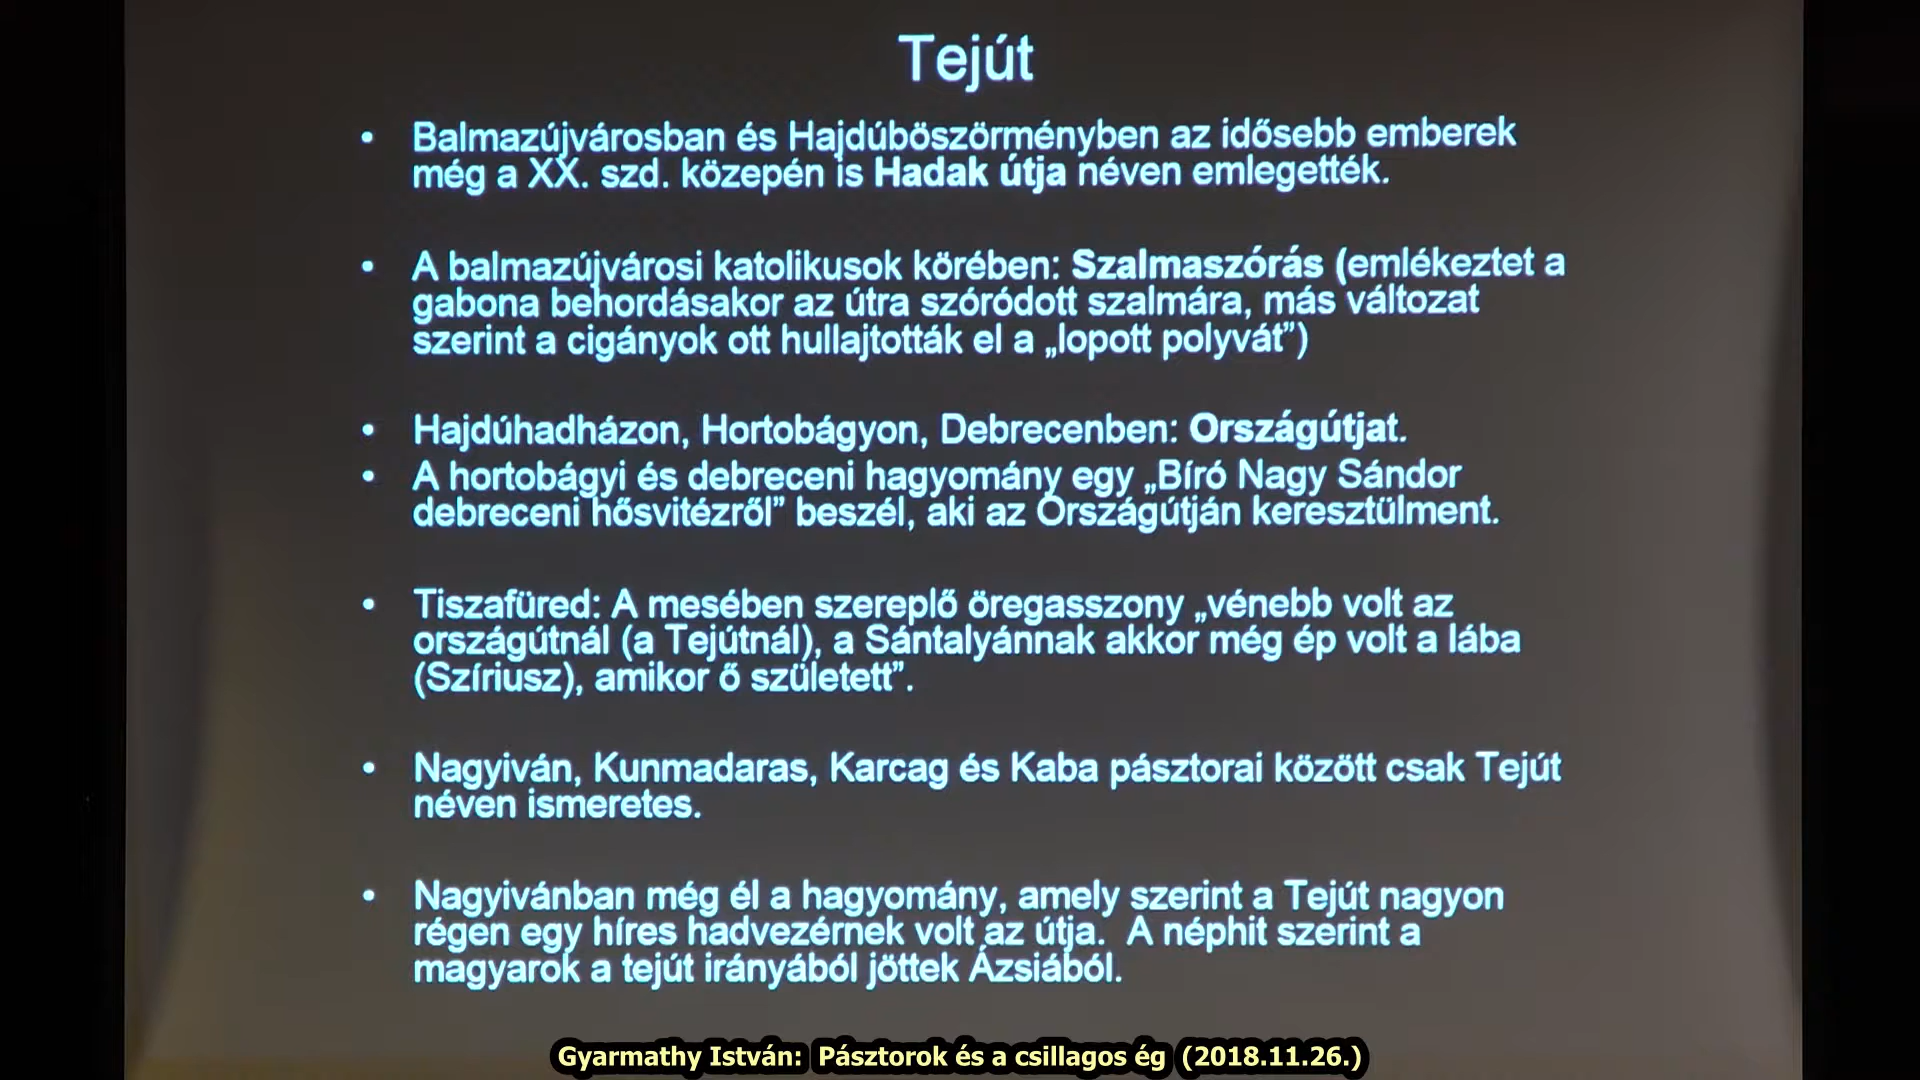 Tejút
• Balmazújvárosban és Hajdúböszörményben az idősebb emberek
még a XX. szd. közepén is Hadak útja néven emlegették.
• A balmazújvárosi katolikusok körében: Szalmaszórás (emlékeztet a
gabona behordásakor az útra szóródott szalmára, más változat
szerint a cigányok ott hullajtották el a „lopott polyvát”)
• Hajdúhadházon, Hortobágyon, Debrecenben: Országútjat.
• A hortobágyi és debreceni hagyomány egy „Bíró Nagy Sándor
debreceni hősvitézről” beszél, aki az Országútján keresztülment.
• Tiszafüred: A mesében szereplő öregasszony „vénebb volt az
országútnál (a Tejútnál), a Sántalyánnak akkor még ép volt a lába
(Szíriusz), amikor ő született”.
• Nagyiván, Kunmadaras, Karcag és Kaba pásztorai között csak Tejút
néven ismeretes.
• Nagyivánban még él a hagyomány, amely szerint a Tejút nagyon
régen egy híres hadvezérnek volt az útja. A néphit szerint a
magyarok a tejút irányából jöttek Ázsiából.
Gyarmathy István: Pásztorok és a csillagos ég (2018.11.26.)